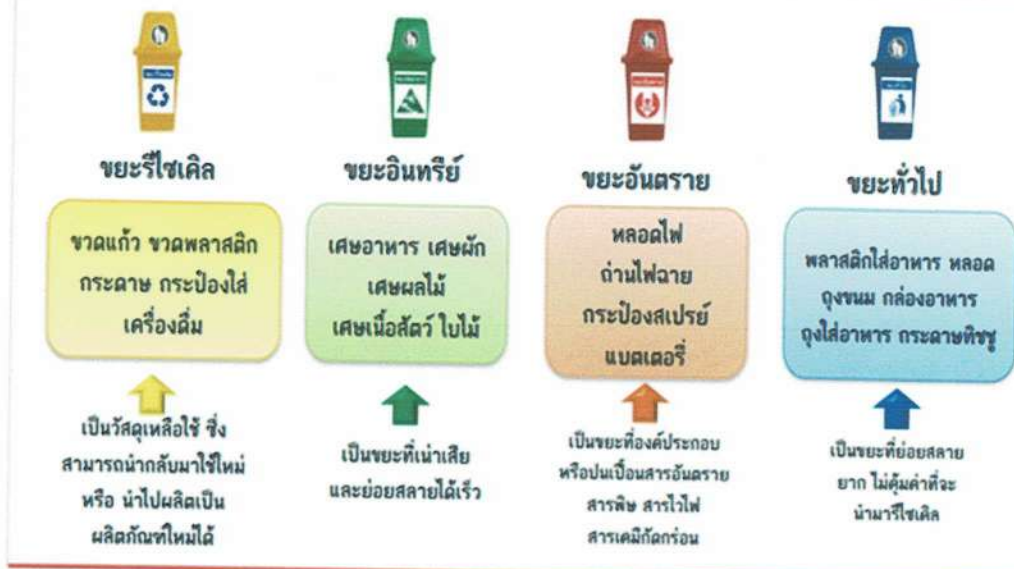 ขยะรีไซเคิล
ขวดแก้ว ขวดพลาสติก
กระดาษ กระป๋องใส่
เครื่องดื่ม
เป็นวัสดุเหลือใช้ ซึ่ง
สามารถนำกลับมาใช้ใหม่
หรือ นำไปผลิตเป็น
ผลิตภัณฑ์ใหม่ได้
ขยะอินทรีย์
เศษอาหาร เศษผัก
เศษผลไม้
เศษเนื้อสัตว์ ใบไม้
เป็นขยะที่เน่าเสีย
และย่อยสลายได้เร็ว
ขยะอันตราย
หลอดไฟ
ถ่านไฟฉาย
กระป๋องสเปรย์
แบตเตอรี่
เป็นขยะที่องค์ประกอบ
หรือปนเปื้อนสารอันตราย
สารพิษ สารไวไฟ
สารเคมีกัดกร่อน
ขยะทั่วไป
พลาสติกใส่อาหาร หลอด
ถุงขนม กล่องอาหาร
ถุงใส่อาหาร กระดาษทิชชู
เป็นขยะที่ย่อยสลาย
ยาก ไม่คุ้มค่าที่จะ
นำมารีไซเคิล